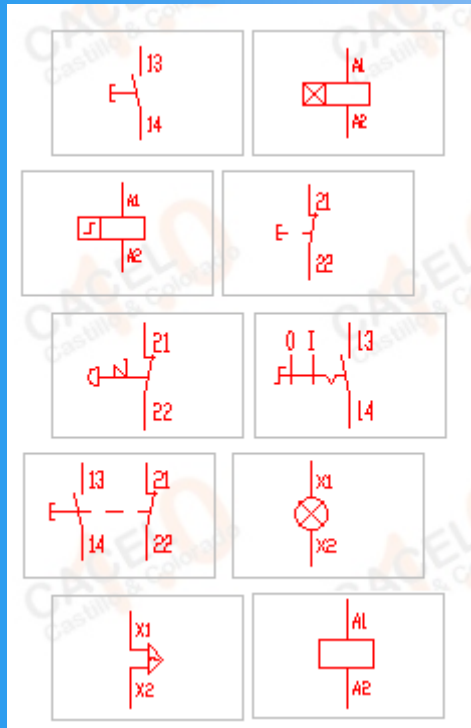 13 A1
14 A2
A1 21
A2 22
21 0 I 13
22 14
13 21 X1
14 22 X2
X1 A1
X2 A2
CACEL
Castillo & Colorado